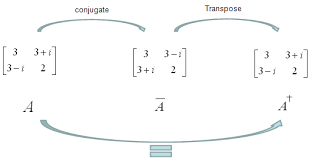 conjugate Transpose
[ 3 3+i ] [ 3 3−i ] [ 3 3+i ]
[ 3−i 2 ] [ 3+i 2 ] [ 3−i 2 ]
A A̅ A†
=